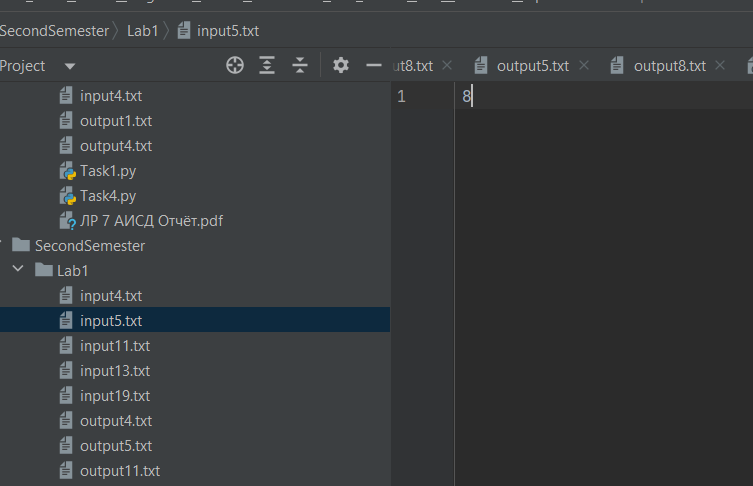 SecondSemester Lab1 input5.txt
Project
ut8.txt output5.txt output8.txt
input4.txt
output1.txt
output4.txt
Task1.py
Task4.py
ЛР 7 АИСД Отчёт.pdf
SecondSemester
Lab1
input4.txt
input5.txt
input11.txt
input13.txt
input19.txt
output4.txt
output5.txt
output11.txt
1 8